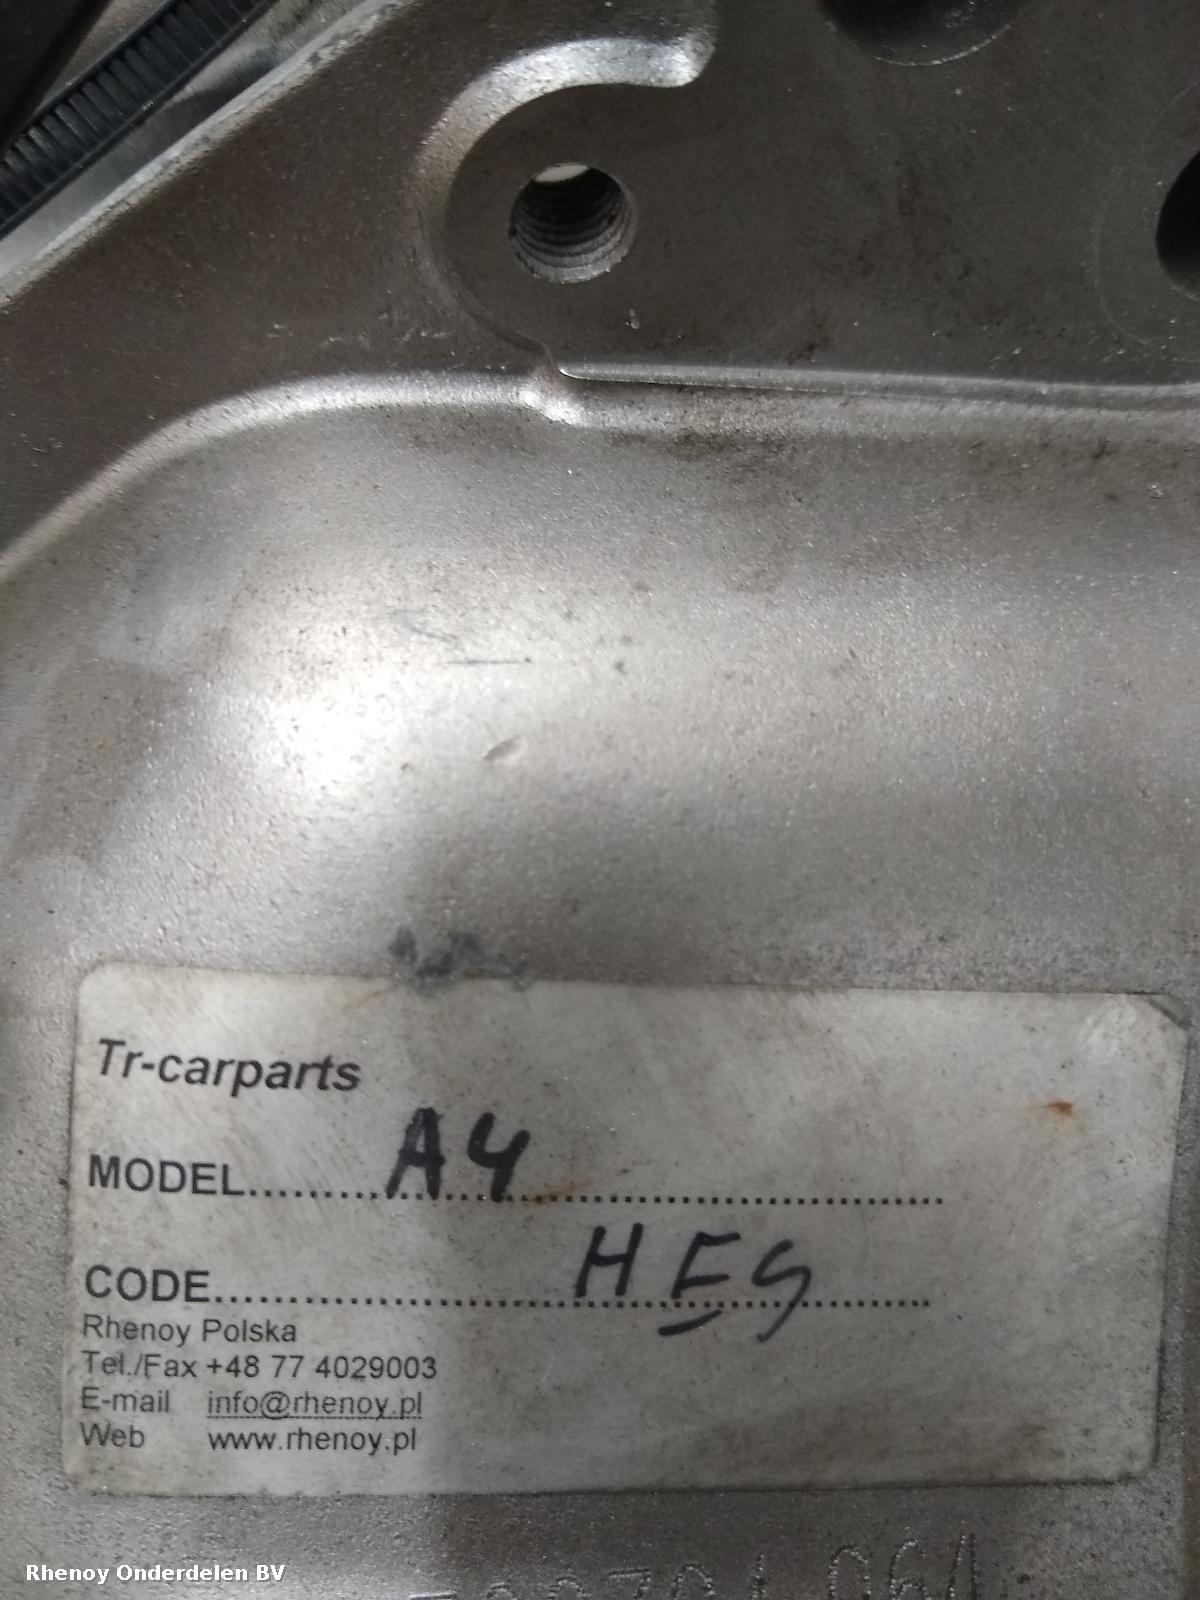 Tr-carparts
MODEL.......... A4 ..........
CODE.......... HES ..........
Rhenoy Polska
Tel./Fax +48 77 4029003
E-mail info@rhenoy.pl
Web www.rhenoy.pl
Rhenoy Onderdelen BV